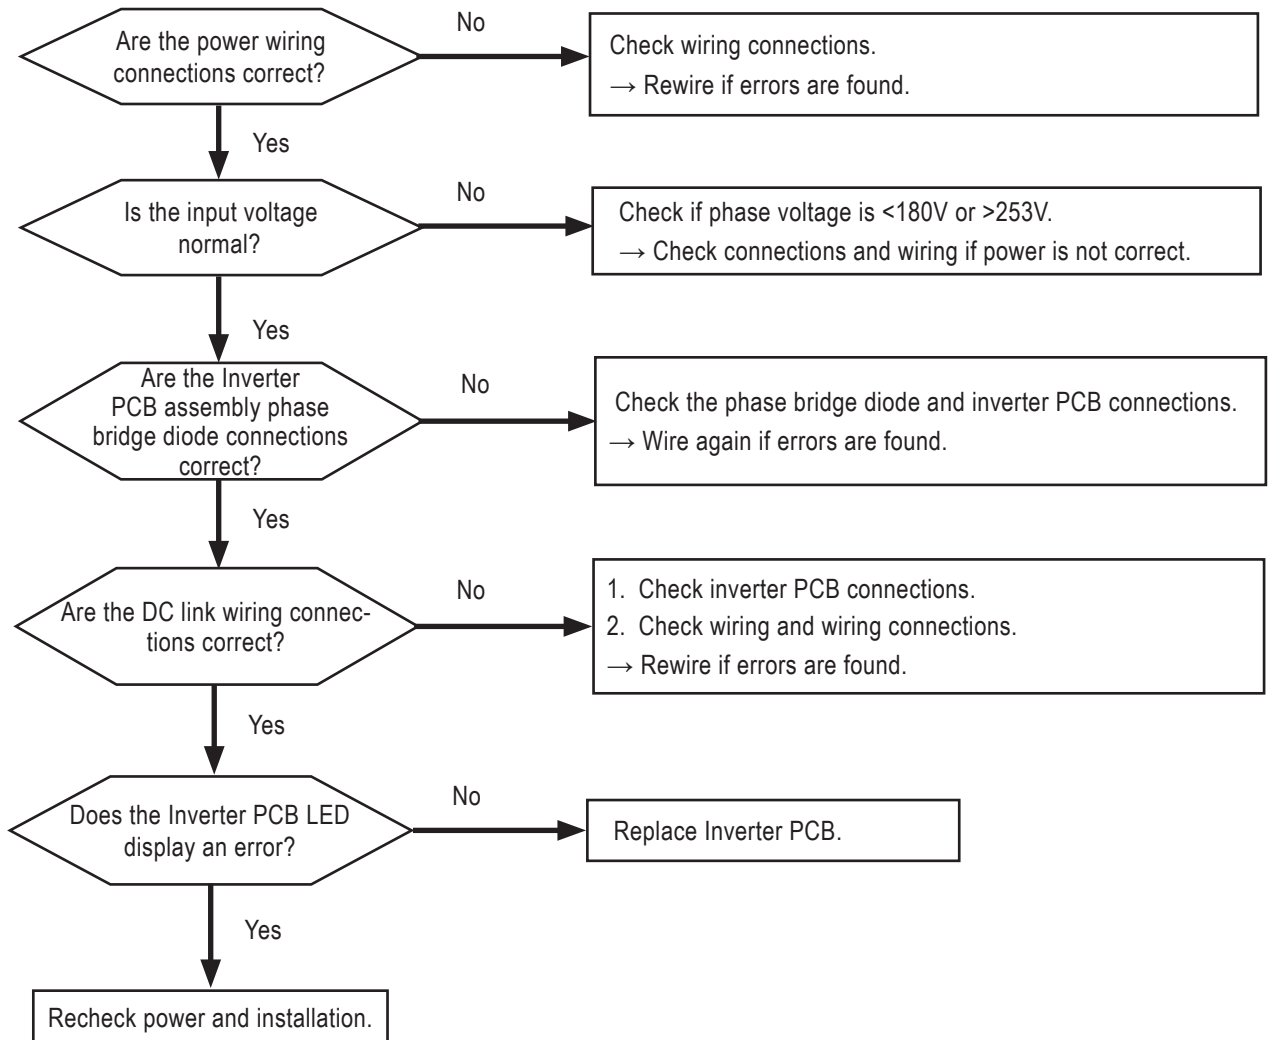 Are the power wiring
connections correct?
No
Check wiring connections.
→ Rewire if errors are found.
Yes
Is the input voltage
normal?
No
Check if phase voltage is <180V or >253V.
→ Check connections and wiring if power is not correct.
Yes
Are the Inverter
PCB assembly phase
bridge diode connections
correct?
No
Check the phase bridge diode and inverter PCB connections.
→ Wire again if errors are found.
Yes
Are the DC link wiring connec-
tions correct?
No
1. Check inverter PCB connections.
2. Check wiring and wiring connections.
→ Rewire if errors are found.
Yes
Does the Inverter PCB LED
display an error?
No
Replace Inverter PCB.
Yes
Recheck power and installation.